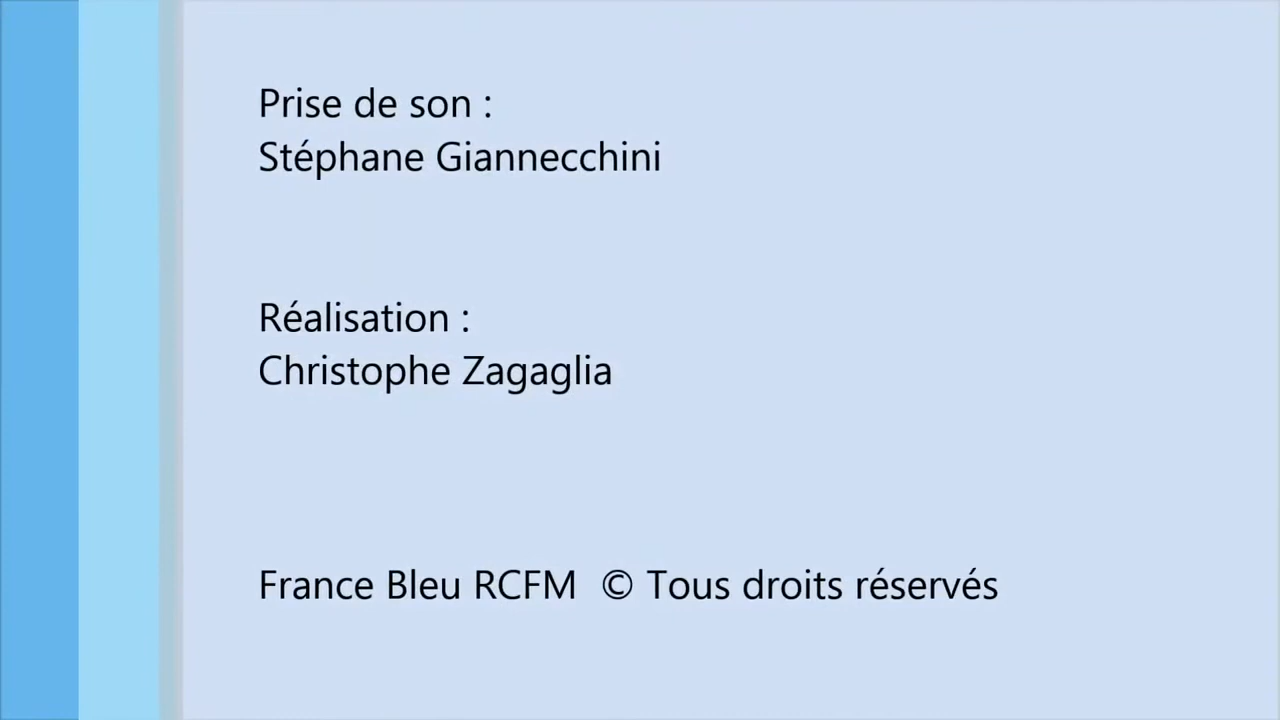 Prise de son :
Stéphane Giannecchini
Réalisation :
Christophe Zagaglia
France Bleu RCFM © Tous droits réservés